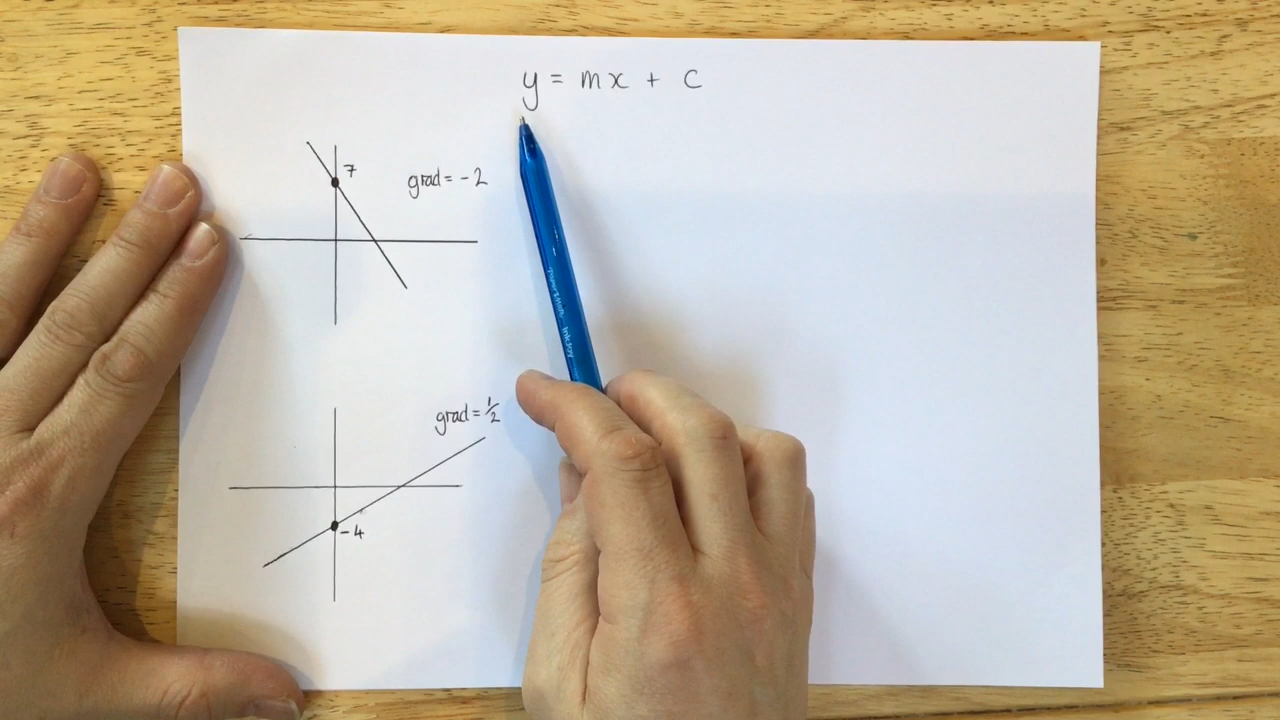 y = mx + c
7
grad = -2
grad = 1/2
-4